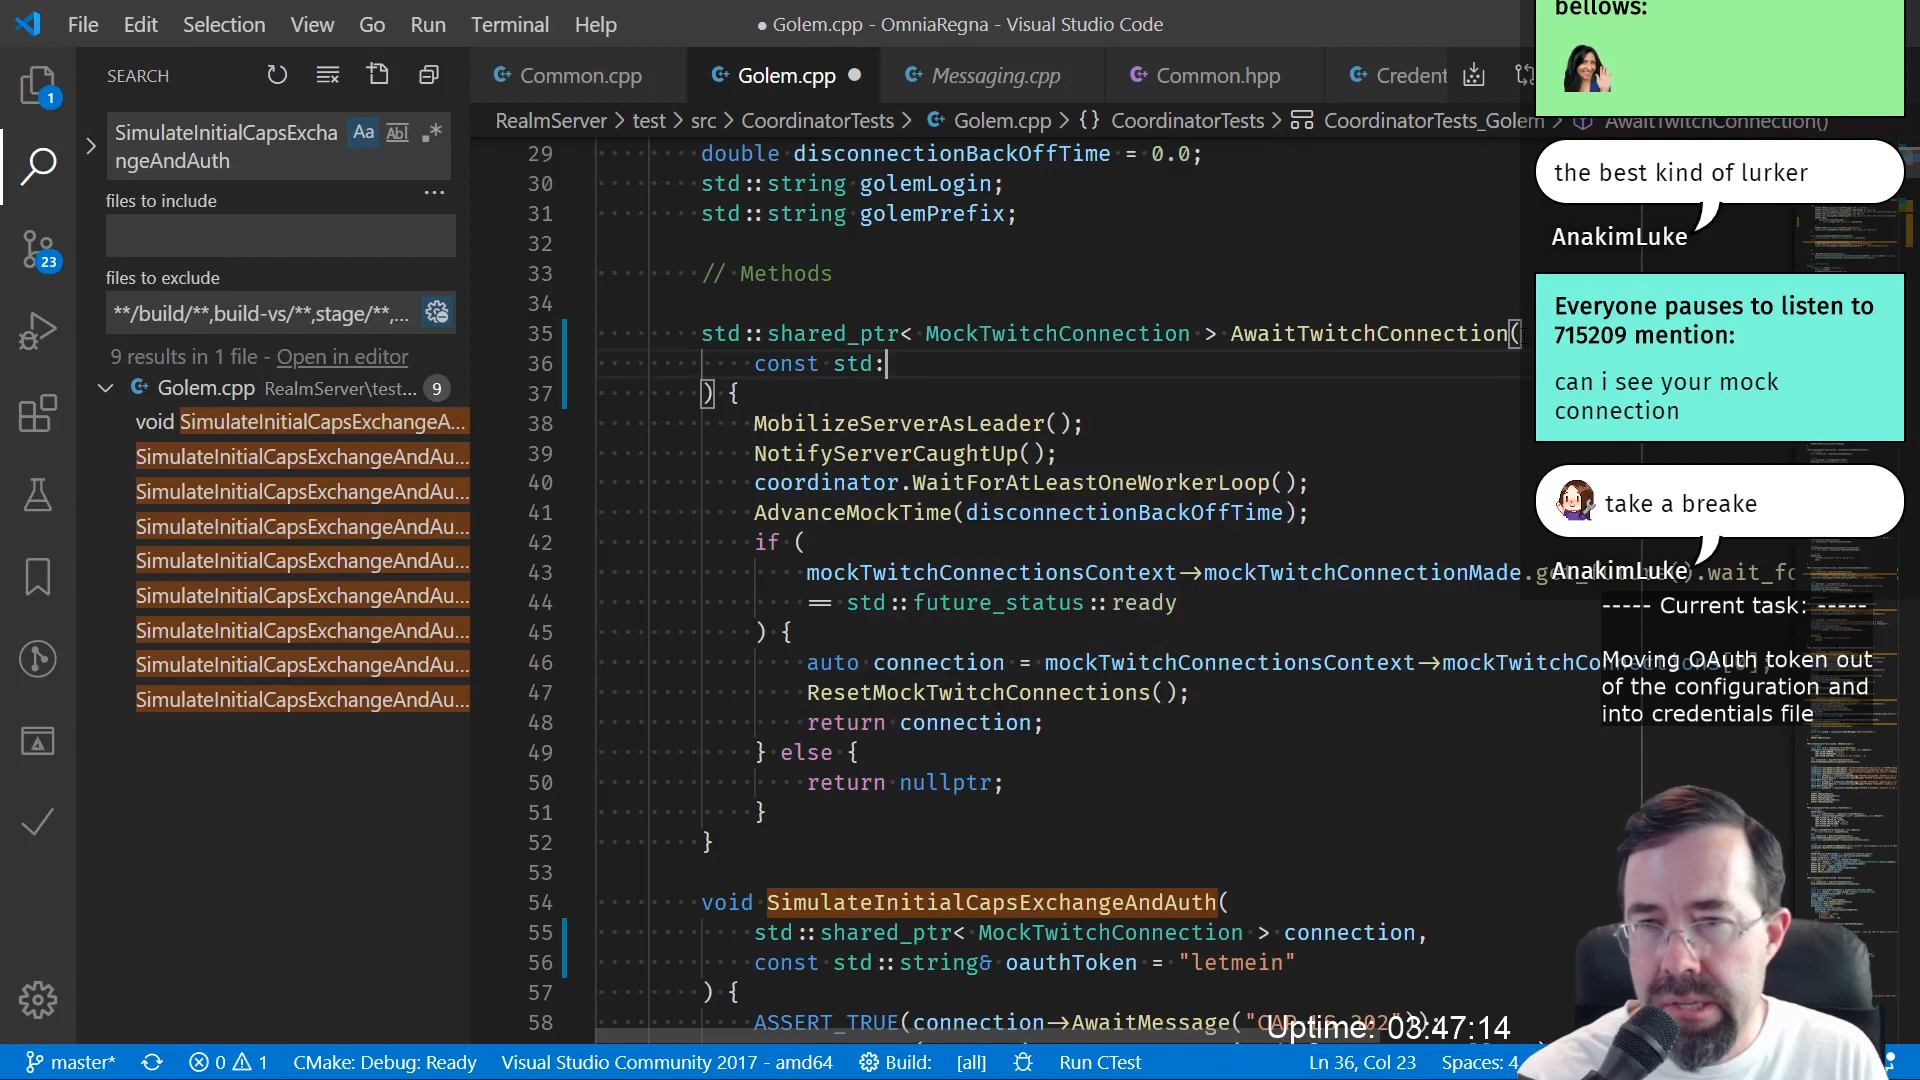 File Edit Selection View Go Run Terminal Help
● Golem.cpp - OmniaRegna - Visual Studio Code
SEARCH
Common.cpp
Golem.cpp
Messaging.cpp
Common.hpp
Credent
RealmServer > test > src > CoordinatorTests > Golem.cpp > {} CoordinatorTests > CoordinatorTests_Golem > AwaitTwitchConnection()
1
23
SimulateInitialCapsExcha
ngeAndAuth
Aa Abl .*
files to include
files to exclude
**/build/**,build-vs/**,stage/**,...
9 results in 1 file - Open in editor
Golem.cpp RealmServer\test... 9
void SimulateInitialCapsExchangeA...
SimulateInitialCapsExchangeAndAu...
SimulateInitialCapsExchangeAndAu...
SimulateInitialCapsExchangeAndAu...
SimulateInitialCapsExchangeAndAu...
SimulateInitialCapsExchangeAndAu...
SimulateInitialCapsExchangeAndAu...
SimulateInitialCapsExchangeAndAu...
SimulateInitialCapsExchangeAndAu...
29 double disconnectionBackOffTime = 0.0;
30 std::string golemLogin;
31 std::string golemPrefix;
32
33 // Methods
34
35 std::shared_ptr< MockTwitchConnection > AwaitTwitchConnection(
36 const std:
37 ) {
38 MobilizeServerAsLeader();
39 NotifyServerCaughtUp();
40 coordinator.WaitForAtLeastOneWorkerLoop();
41 AdvanceMockTime(disconnectionBackOffTime);
42 if (
43 mockTwitchConnectionsContext->mockTwitchConnectionMade.get_future().wait_fo
44 == std::future_status::ready
45 ) {
46 auto connection = mockTwitchConnectionsContext->mockTwitchConnections[0];
47 ResetMockTwitchConnections();
48 return connection;
49 } else {
50 return nullptr;
51 }
52 }
53
54 void SimulateInitialCapsExchangeAndAuth(
55 std::shared_ptr< MockTwitchConnection > connection,
56 const std::string& oauthToken = "letmein"
57 ) {
58 ASSERT_TRUE(connection->AwaitMessage("CAP LS 302"));
bellows:
the best kind of lurker
AnakimLuke
Everyone pauses to listen to
715209 mention:
can i see your mock
connection
take a breake
AnakimLuke
----- Current task: -----
Moving OAuth token out
of the configuration and
into credentials file
Uptime: 03:47:14
master* 0 1 CMake: Debug: Ready Visual Studio Community 2017 - amd64 Build: [all] Run CTest Ln 36, Col 23 Spaces: 4